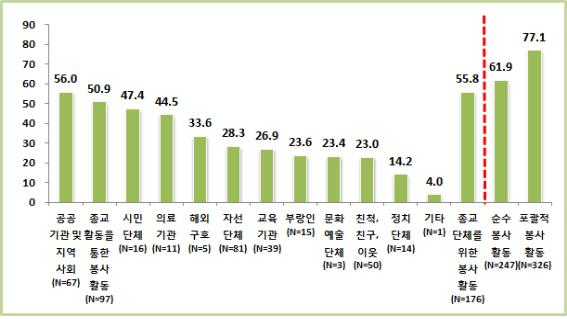 90
80
70
60
50
40
30
20
10
0
56.0
50.9
47.4
44.5
33.6
28.3
26.9
23.6
23.4
23.0
14.2
4.0
55.8
61.9
77.1
공공
기관 및
지역
사회
(N=67)
종교
활동을
통한
봉사
활동
(N=97)
시민
단체
(N=16)
의료
기관
(N=11)
해외
구호
(N=5)
자선
단체
(N=81)
교육
기관
(N=39)
부랑인
(N=15)
문화
예술
단체
(N=3)
친척,
친구,
이웃
(N=50)
정치
단체
(N=14)
기타
(N=1)
종교
단체를
위한
봉사
활동
(N=176)
순수
봉사
활동
(N=247)
포괄적
봉사
활동
(N=326)